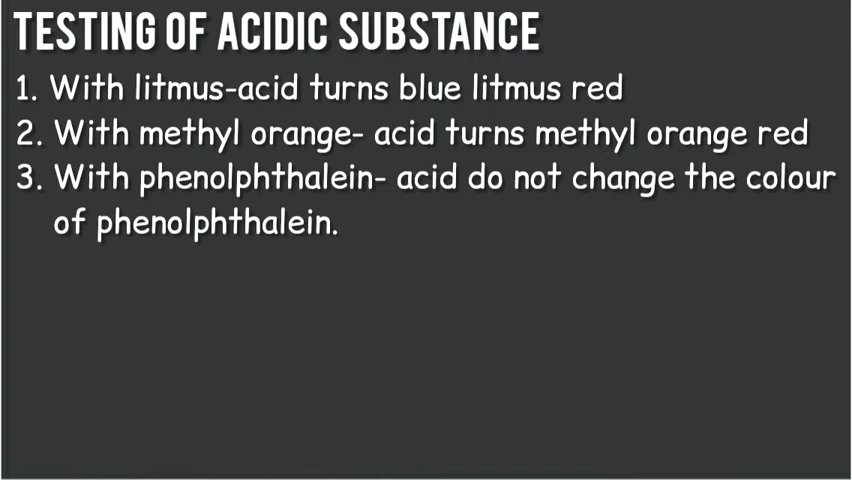 TESTING OF ACIDIC SUBSTANCE
1. With litmus-acid turns blue litmus red
2. With methyl orange- acid turns methyl orange red
3. With phenolphthalein- acid do not change the colour
of phenolphthalein.